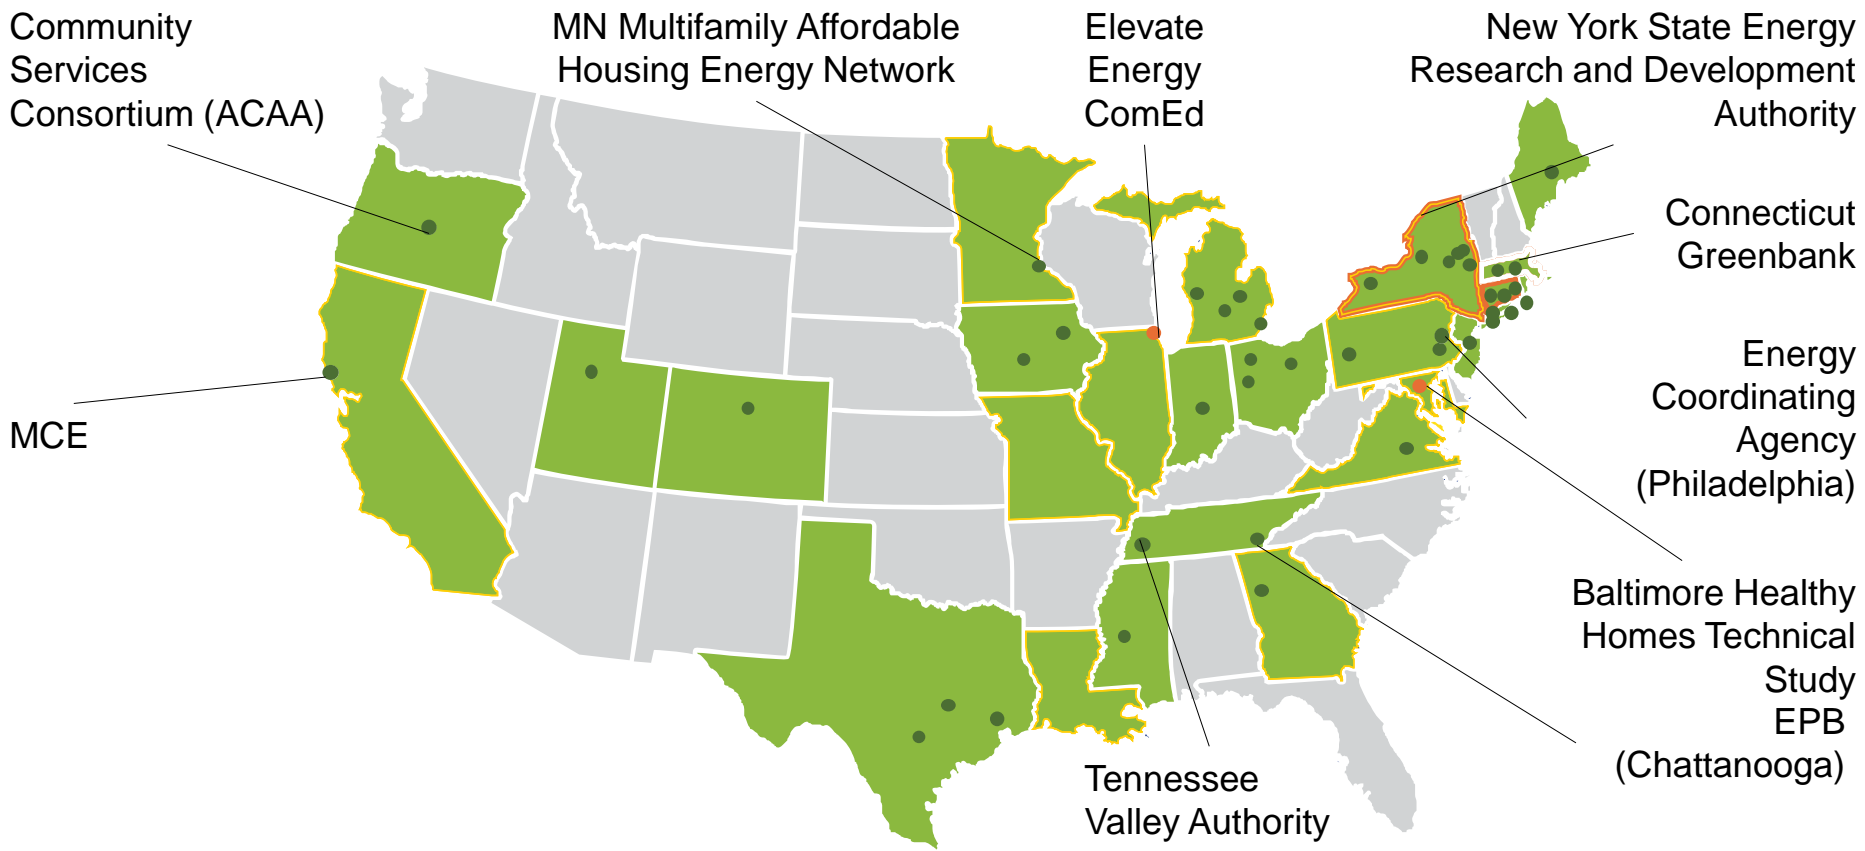 Community
Services
Consortium (ACAA)
MN Multifamily Affordable
Housing Energy Network
Elevate
Energy
ComEd
New York State Energy
Research and Development
Authority
Connecticut
Greenbank
Energy
Coordinating
Agency
(Philadelphia)
MCE
Baltimore Healthy
Homes Technical
Study
EPB
(Chattanooga)
Tennessee
Valley Authority